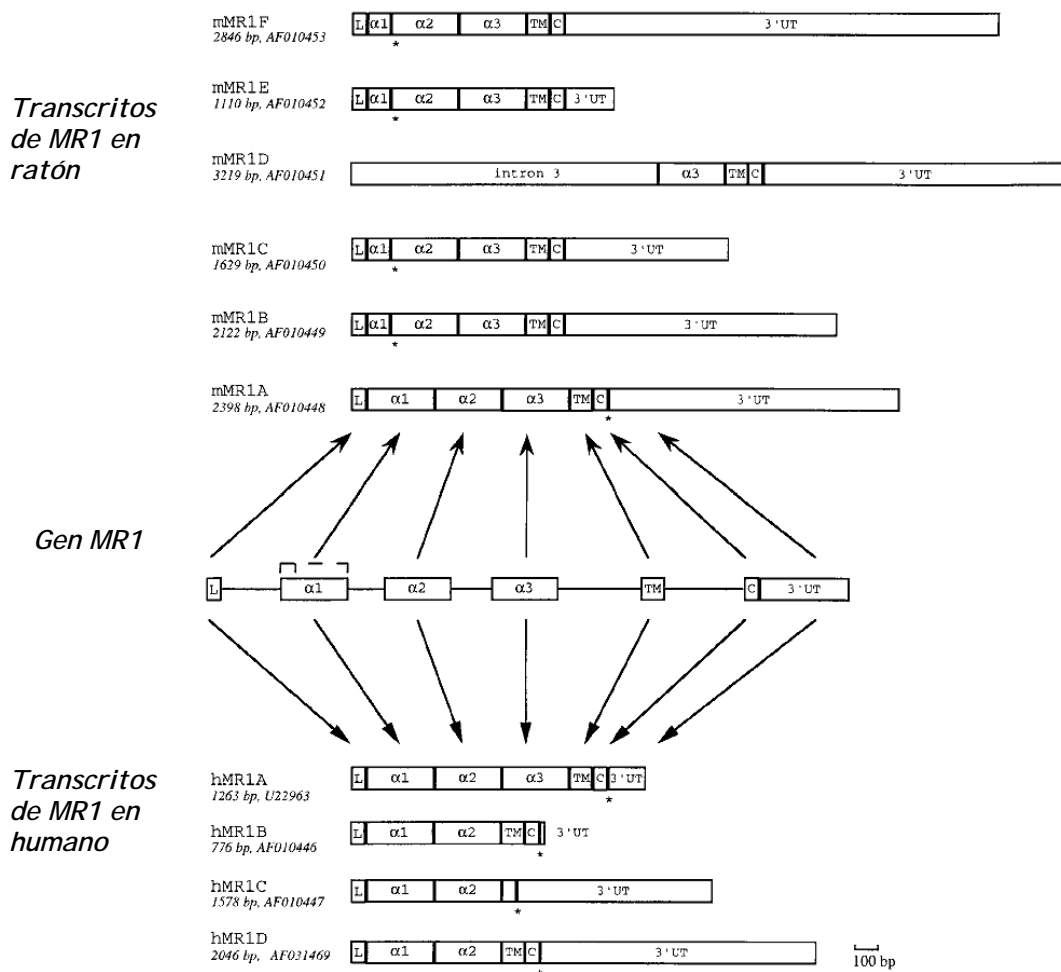 mMR1F
2846 bp, AF010453
L α1 α2 α3 TM C 3'UT
*
mMR1E
1110 bp, AF010452
L α1 α2 α3 TM C 3'UT
*
Transcritos
de MR1 en
ratón
mMR1D
3219 bp, AF010451
intron 3 α3 TM C 3'UT
mMR1C
1629 bp, AF010450
L α1 α2 α3 TM C 3'UT
*
mMR1B
2122 bp, AF010449
L α1 α2 α3 TM C 3'UT
*
mMR1A
2398 bp, AF010448
L α1 α2 α3 TM C 3'UT
*
Gen MR1
L α1 α2 α3 TM C 3'UT
Transcritos
de MR1 en
humano
hMR1A
1263 bp, U22963
L α1 α2 α3 TM C 3'UT
*
hMR1B
776 bp, AF010446
L α1 α2 TM C 3'UT
*
hMR1C
1578 bp, AF010447
L α1 α2 3'UT
*
hMR1D
2046 bp, AF031469
L α1 α2 TM C 3'UT
*
100 bp